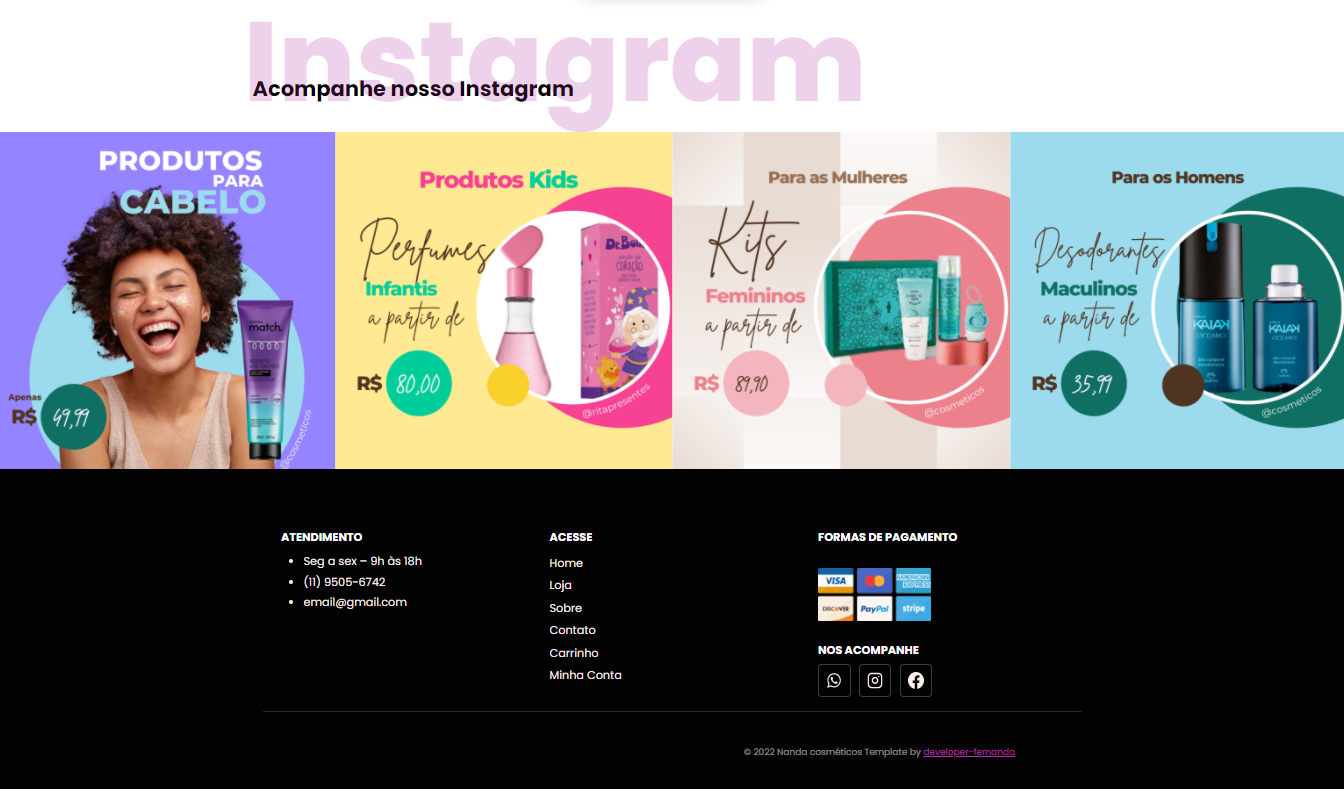 Instagram
Acompanhe nosso Instagram
PRODUTOS
PARA
CABELO
match.
Apenas
R$ 49,99
@cosmeticos
Produtos Kids
Perfumes
Infantis
a partir de
R$ 80,00
CORAÇÃO
@ritapresentes
Para as Mulheres
Kits
Femininos
a partir de
R$ 89,90
@cosmeticos
Para os Homens
Desodorantes
Maculinos
a partir de
R$ 35,99
KAIAK
OCEANO
KAIAK
OCEANO
@cosmeticos
ATENDIMENTO
Seg a sex – 9h às 18h
(11) 9505-6742
email@gmail.com
ACESSE
Home
Loja
Sobre
Contato
Carrinho
Minha Conta
FORMAS DE PAGAMENTO
VISA
AMERICAN EXPRESS
DISCOVER PayPal stripe
NOS ACOMPANHE
© 2022 Nanda cosméticos Template by developer-fernanda